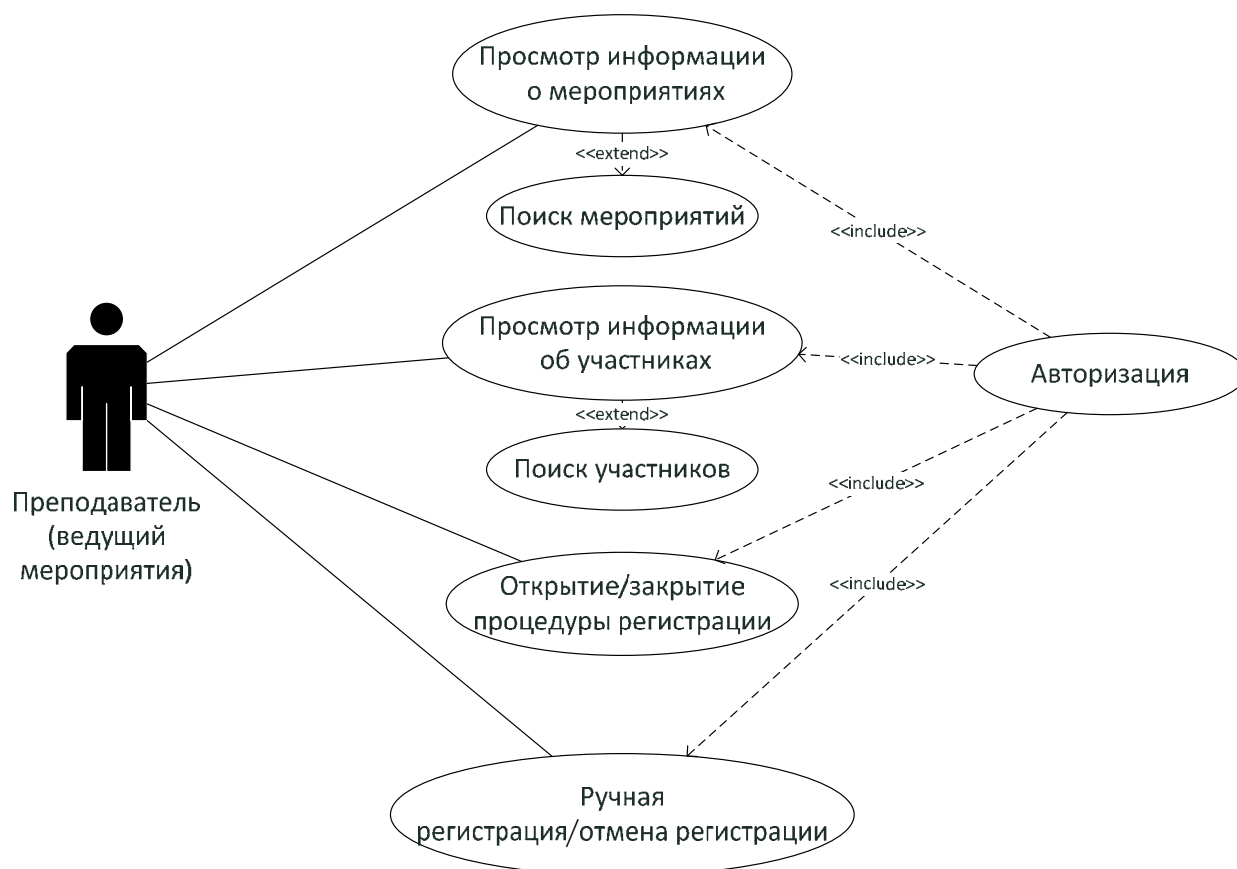 Просмотр информации
о мероприятиях
<<extend>>
Поиск мероприятий
<<include>>
Просмотр информации
об участниках
<<include>>
Авторизация
<<extend>>
Поиск участников
<<include>>
Преподаватель
(ведущий
мероприятия)
Открытие/закрытие
процедуры регистрации
<<include>>
Ручная
регистрация/отмена регистрации